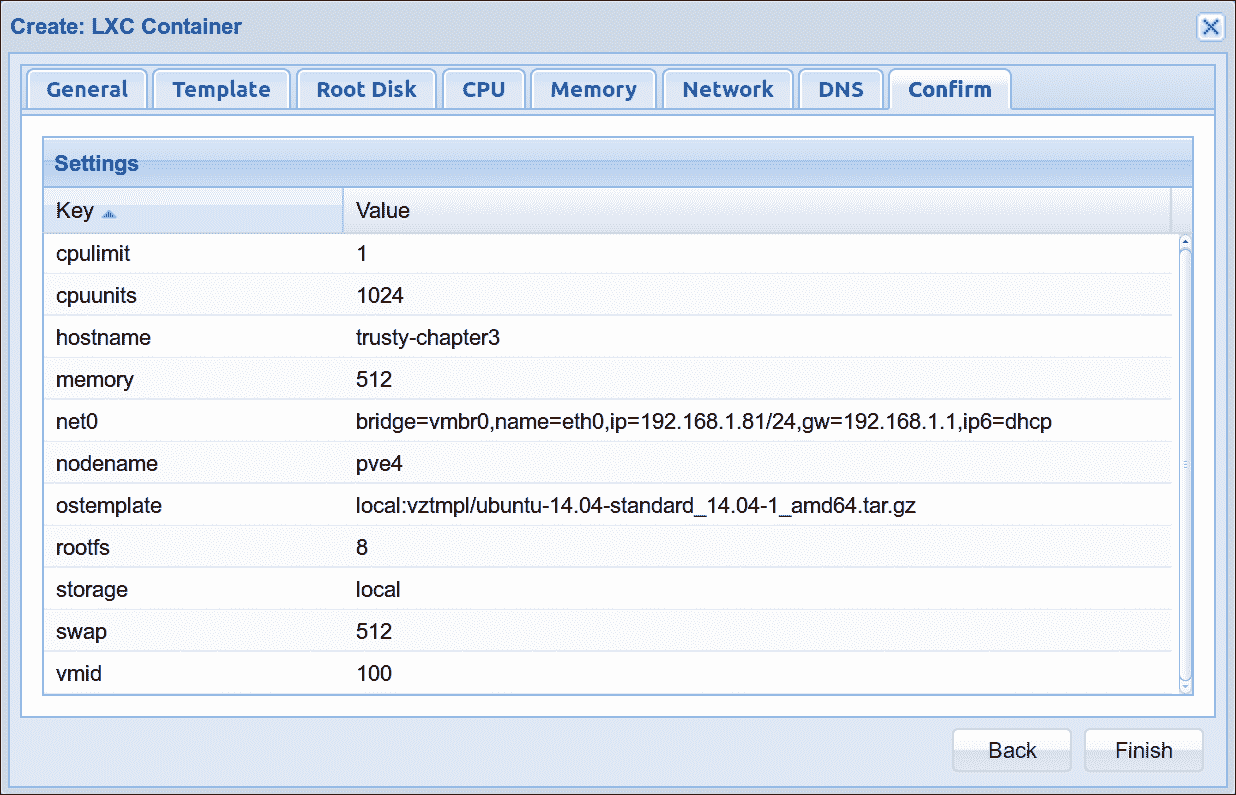 Create: LXC Container
General Template Root Disk CPU Memory Network DNS Confirm
Settings
Key Value
cpulimit 1
cpuunits 1024
hostname trusty-chapter3
memory 512
net0 bridge=vmbr0,name=eth0,ip=192.168.1.81/24,gw=192.168.1.1,ip6=dhcp
nodename pve4
ostemplate local:vztmpl/ubuntu-14.04-standard_14.04-1_amd64.tar.gz
rootfs 8
storage local
swap 512
vmid 100
Back Finish